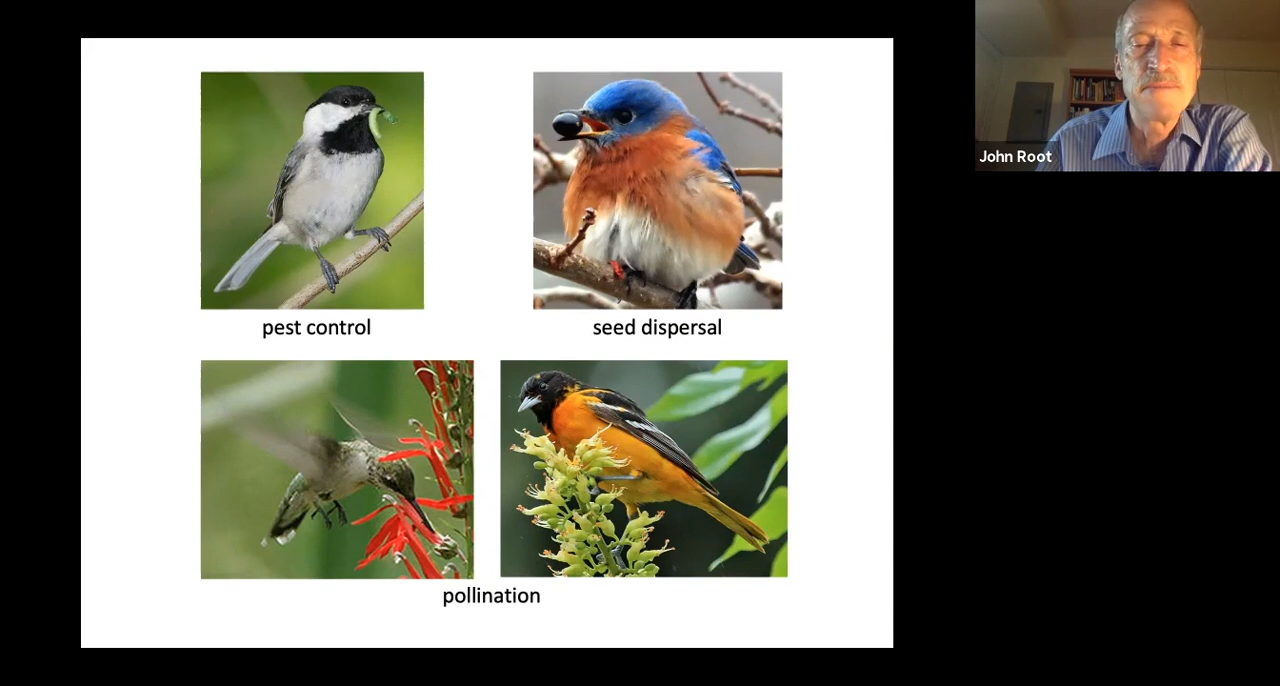 John Root
pest control
seed dispersal
pollination